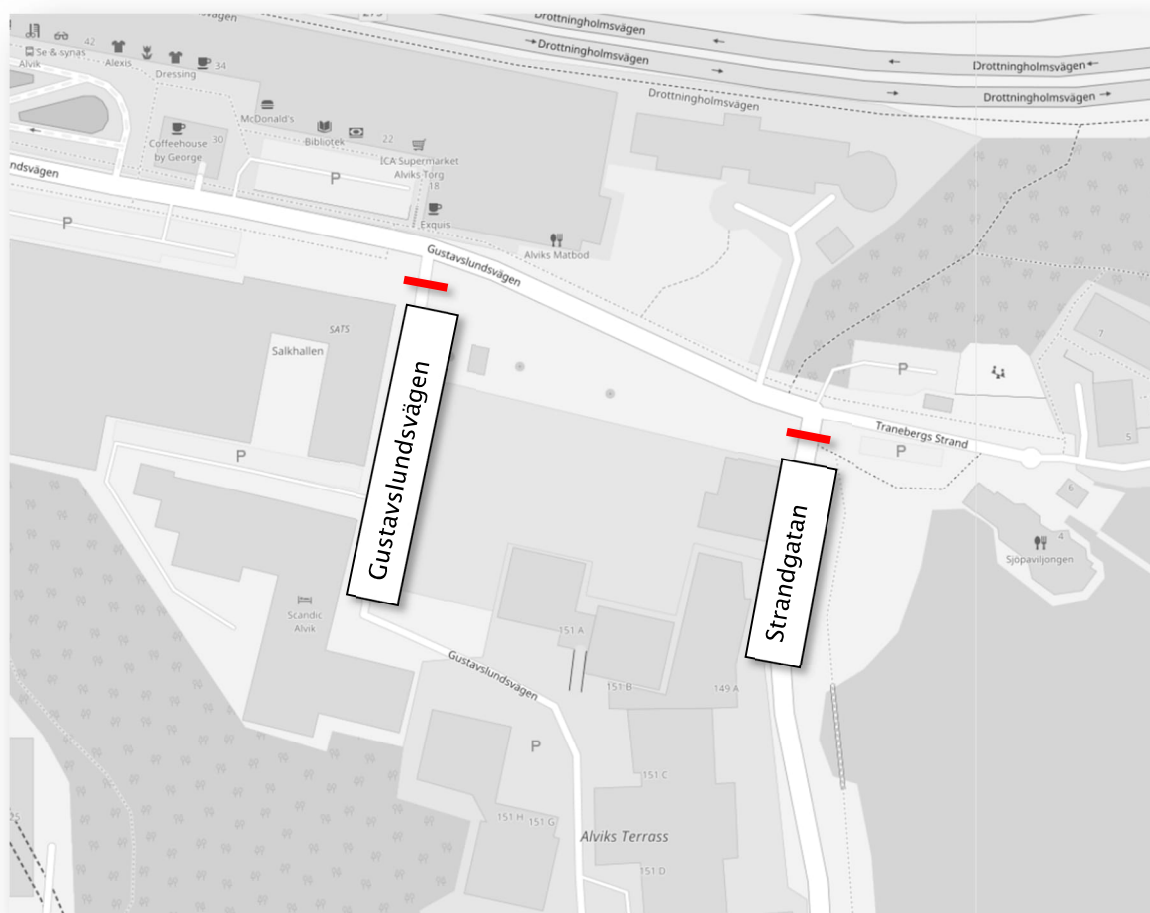 Drottningholmsvägen
Drottningholmsvägen
Drottningholmsvägen
Drottningholmsvägen
Drottningholmsvägen
Se & synas
Alvik
42
Alexis
Dressing
34
McDonald's
Coffeehouse
by George
30
Bibliotek
22
ICA Supermarket
Alviks Torg
18
Exquis
P
P
Alviks Matbod
Gustavslundsvägen
SATS
Salkhallen
Gustavslundsvägen
P
7
P
Tranebergs Strand
P
5
6
4
Sjöpaviljongen
Strandgatan
P
Scandic
Alvik
151 A
Gustavslundsvägen
151 B
149 A
P
151 C
151 H
151 G
Alviks Terrass
151 D